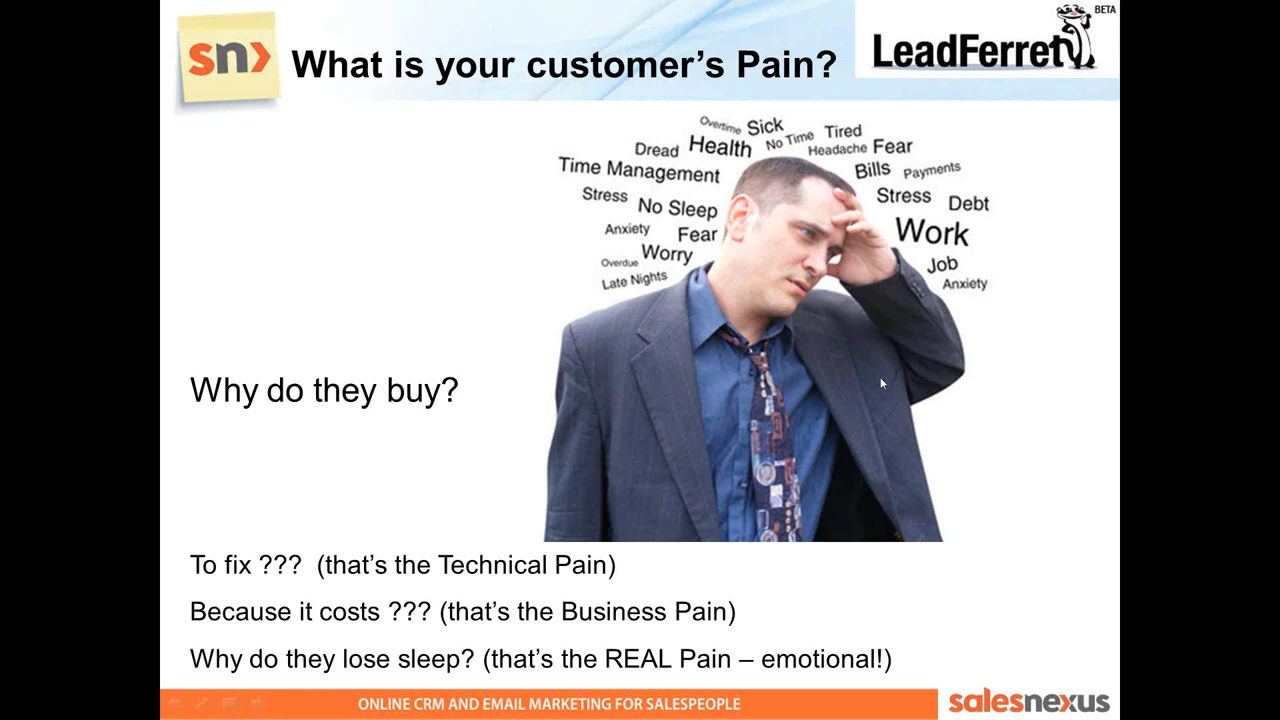 sn>
What is your customer's Pain?
LeadFerret
BETA
Overtime Sick
No Time Tired
Dread Health Headache Fear
Time Management Bills Payments
Stress No Sleep Stress Debt
Anxiety Fear Work
Worry Job
Overdue
Late Nights Anxiety
Why do they buy?
To fix ??? (that's the Technical Pain)
Because it costs ??? (that's the Business Pain)
Why do they lose sleep? (that's the REAL Pain – emotional!)
ONLINE CRM AND EMAIL MARKETING FOR SALESPEOPLE
salesnexus